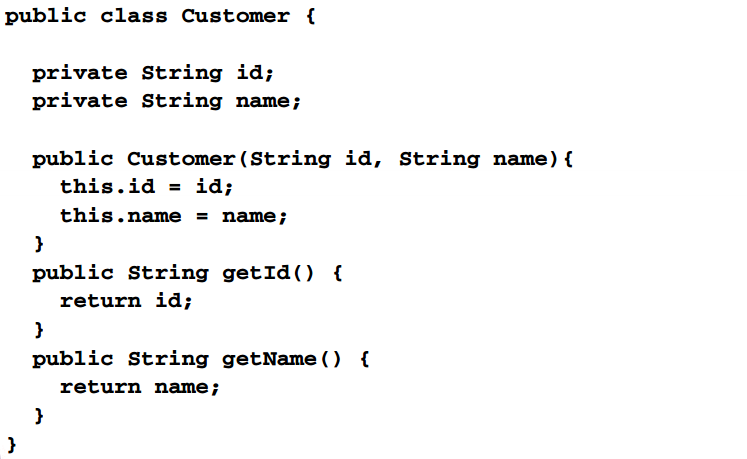 public class Customer {
private String id;
private String name;
public Customer(String id, String name){
this.id = id;
this.name = name;
}
public String getId() {
return id;
}
public String getName() {
return name;
}
}